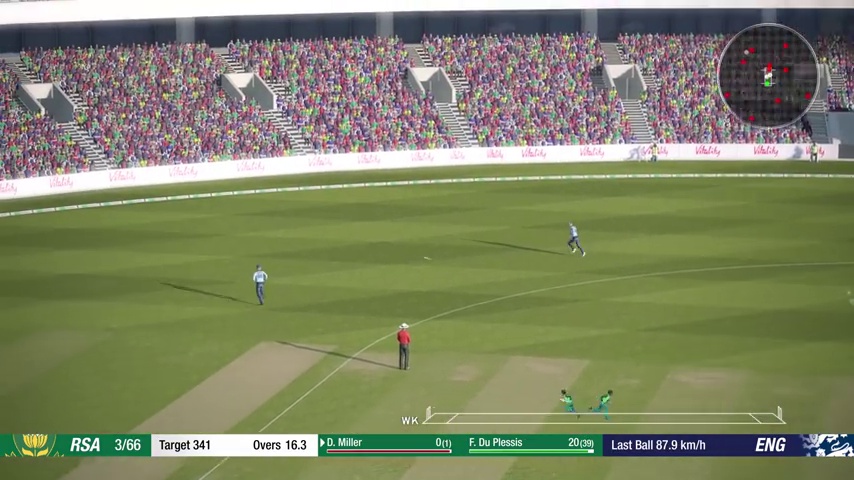 Vitality Vitality Vitality Vitality Vitality Vitality Vitality Vitality Vitality
WK
RSA 3/66 Target 341 Overs 16.3 D. Miller 0(1) F. Du Plessis 20(39) Last Ball 87.9 km/h ENG